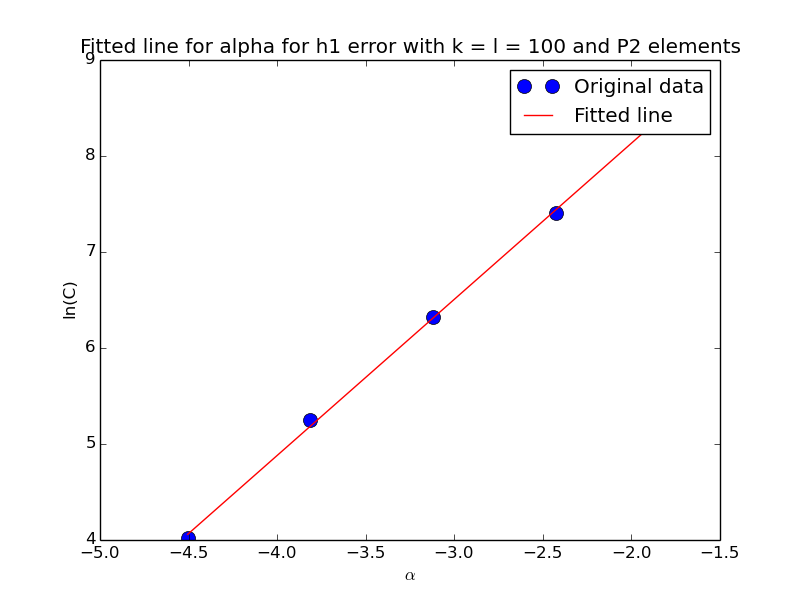 Fitted line for alpha for h1 error with k = l = 100 and P2 elements
Original data
Fitted line
9
8
7
6
5
4
ln(C)
−5.0 −4.5 −4.0 −3.5 −3.0 −2.5 −2.0 −1.5
α